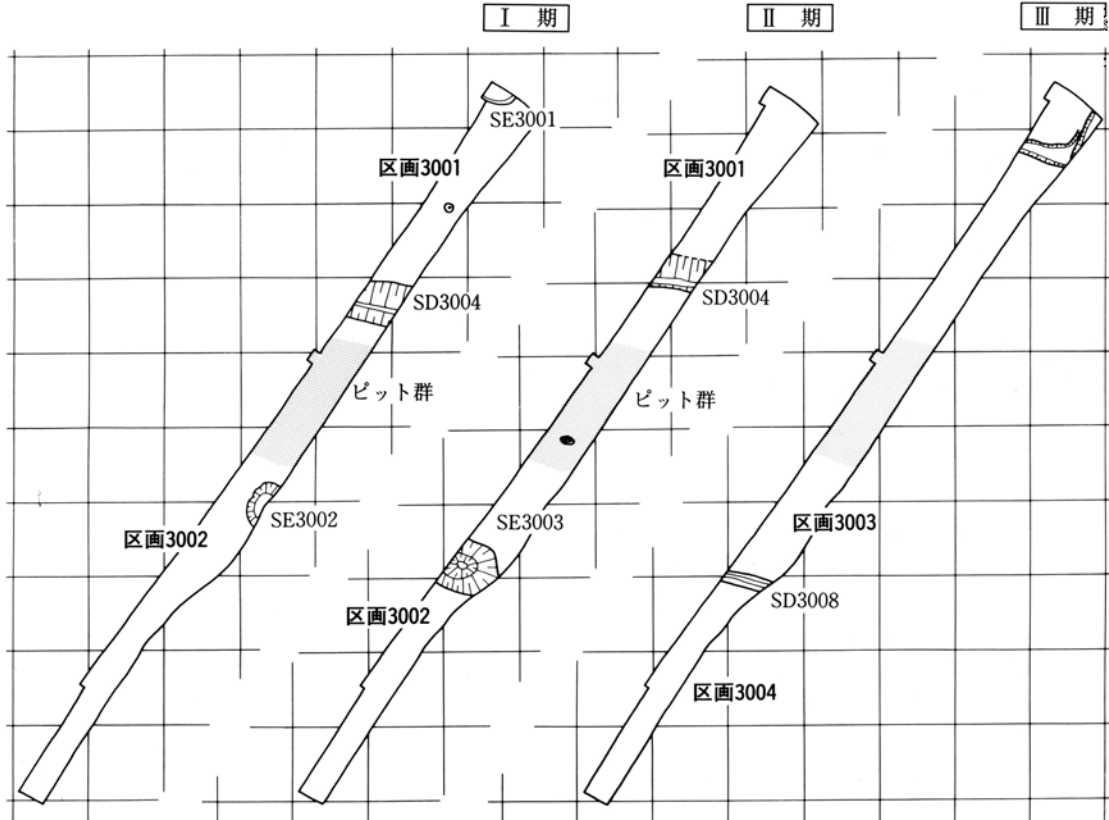 Ⅰ 期
SE3001
区画3001
SD3004
ピット群
SE3002
区画3002
Ⅱ 期
区画3001
SD3004
ピット群
SE3003
区画3002
Ⅲ 期
区画3003
SD3008
区画3004